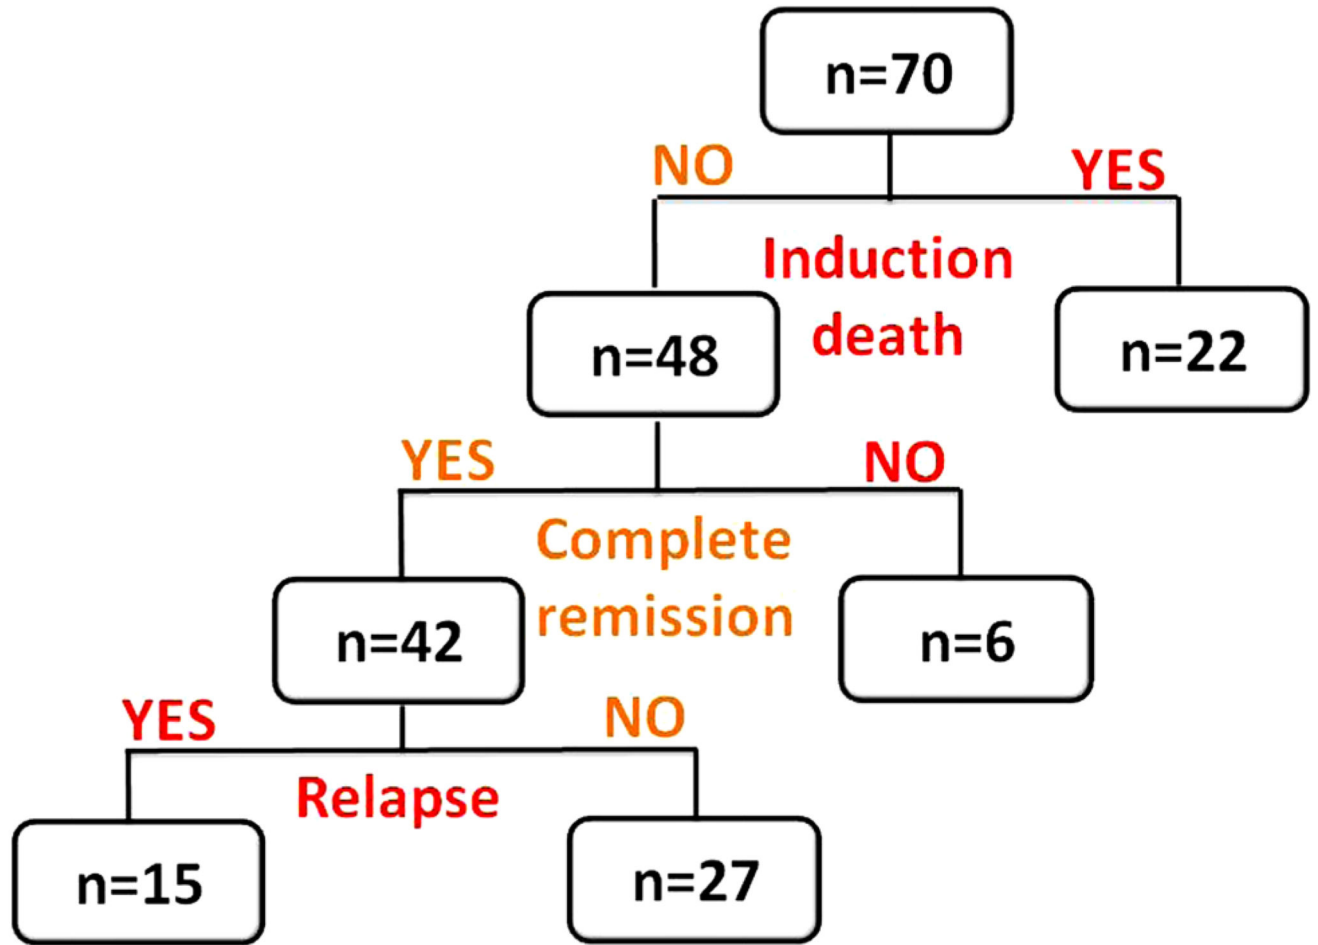 n=70
NO
YES
Induction
death
n=48
n=22
YES
NO
Complete
remission
n=42
n=6
YES
NO
Relapse
n=15
n=27